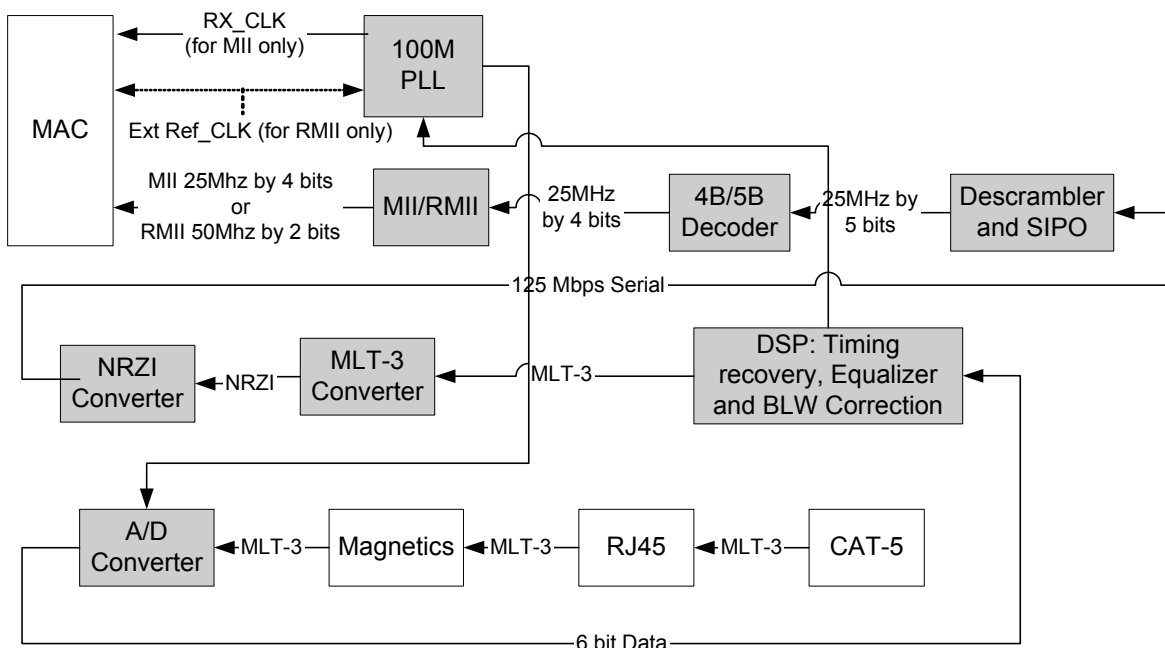 RX_CLK
(for MII only)
100M
PLL
MAC
Ext Ref_CLK (for RMII only)
MII 25Mhz by 4 bits
or
RMII 50Mhz by 2 bits
MII/RMII
25MHz
by 4 bits
4B/5B
Decoder
25MHz by
5 bits
Descrambler
and SIPO
125 Mbps Serial
NRZI
Converter
NRZI
MLT-3
Converter
MLT-3
DSP: Timing
recovery, Equalizer
and BLW Correction
A/D
Converter
MLT-3
Magnetics
MLT-3
RJ45
MLT-3
CAT-5
6 bit Data